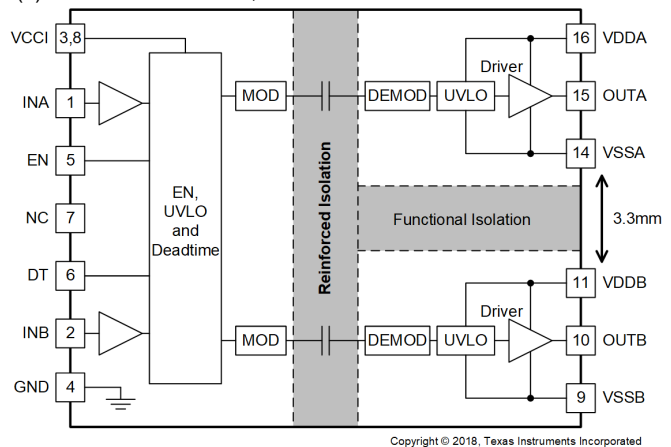 VCCI 3,8
INA 1
EN 5
NC 7
DT 6
INB 2
GND 4
EN,
UVLO
and
Deadtime
MOD
MOD
Reinforced Isolation
DEMOD
UVLO
Driver
Functional Isolation
DEMOD
UVLO
Driver
16 VDDA
15 OUTA
14 VSSA
3.3mm
11 VDDB
10 OUTB
9 VSSB
Copyright © 2018, Texas Instruments Incorporated